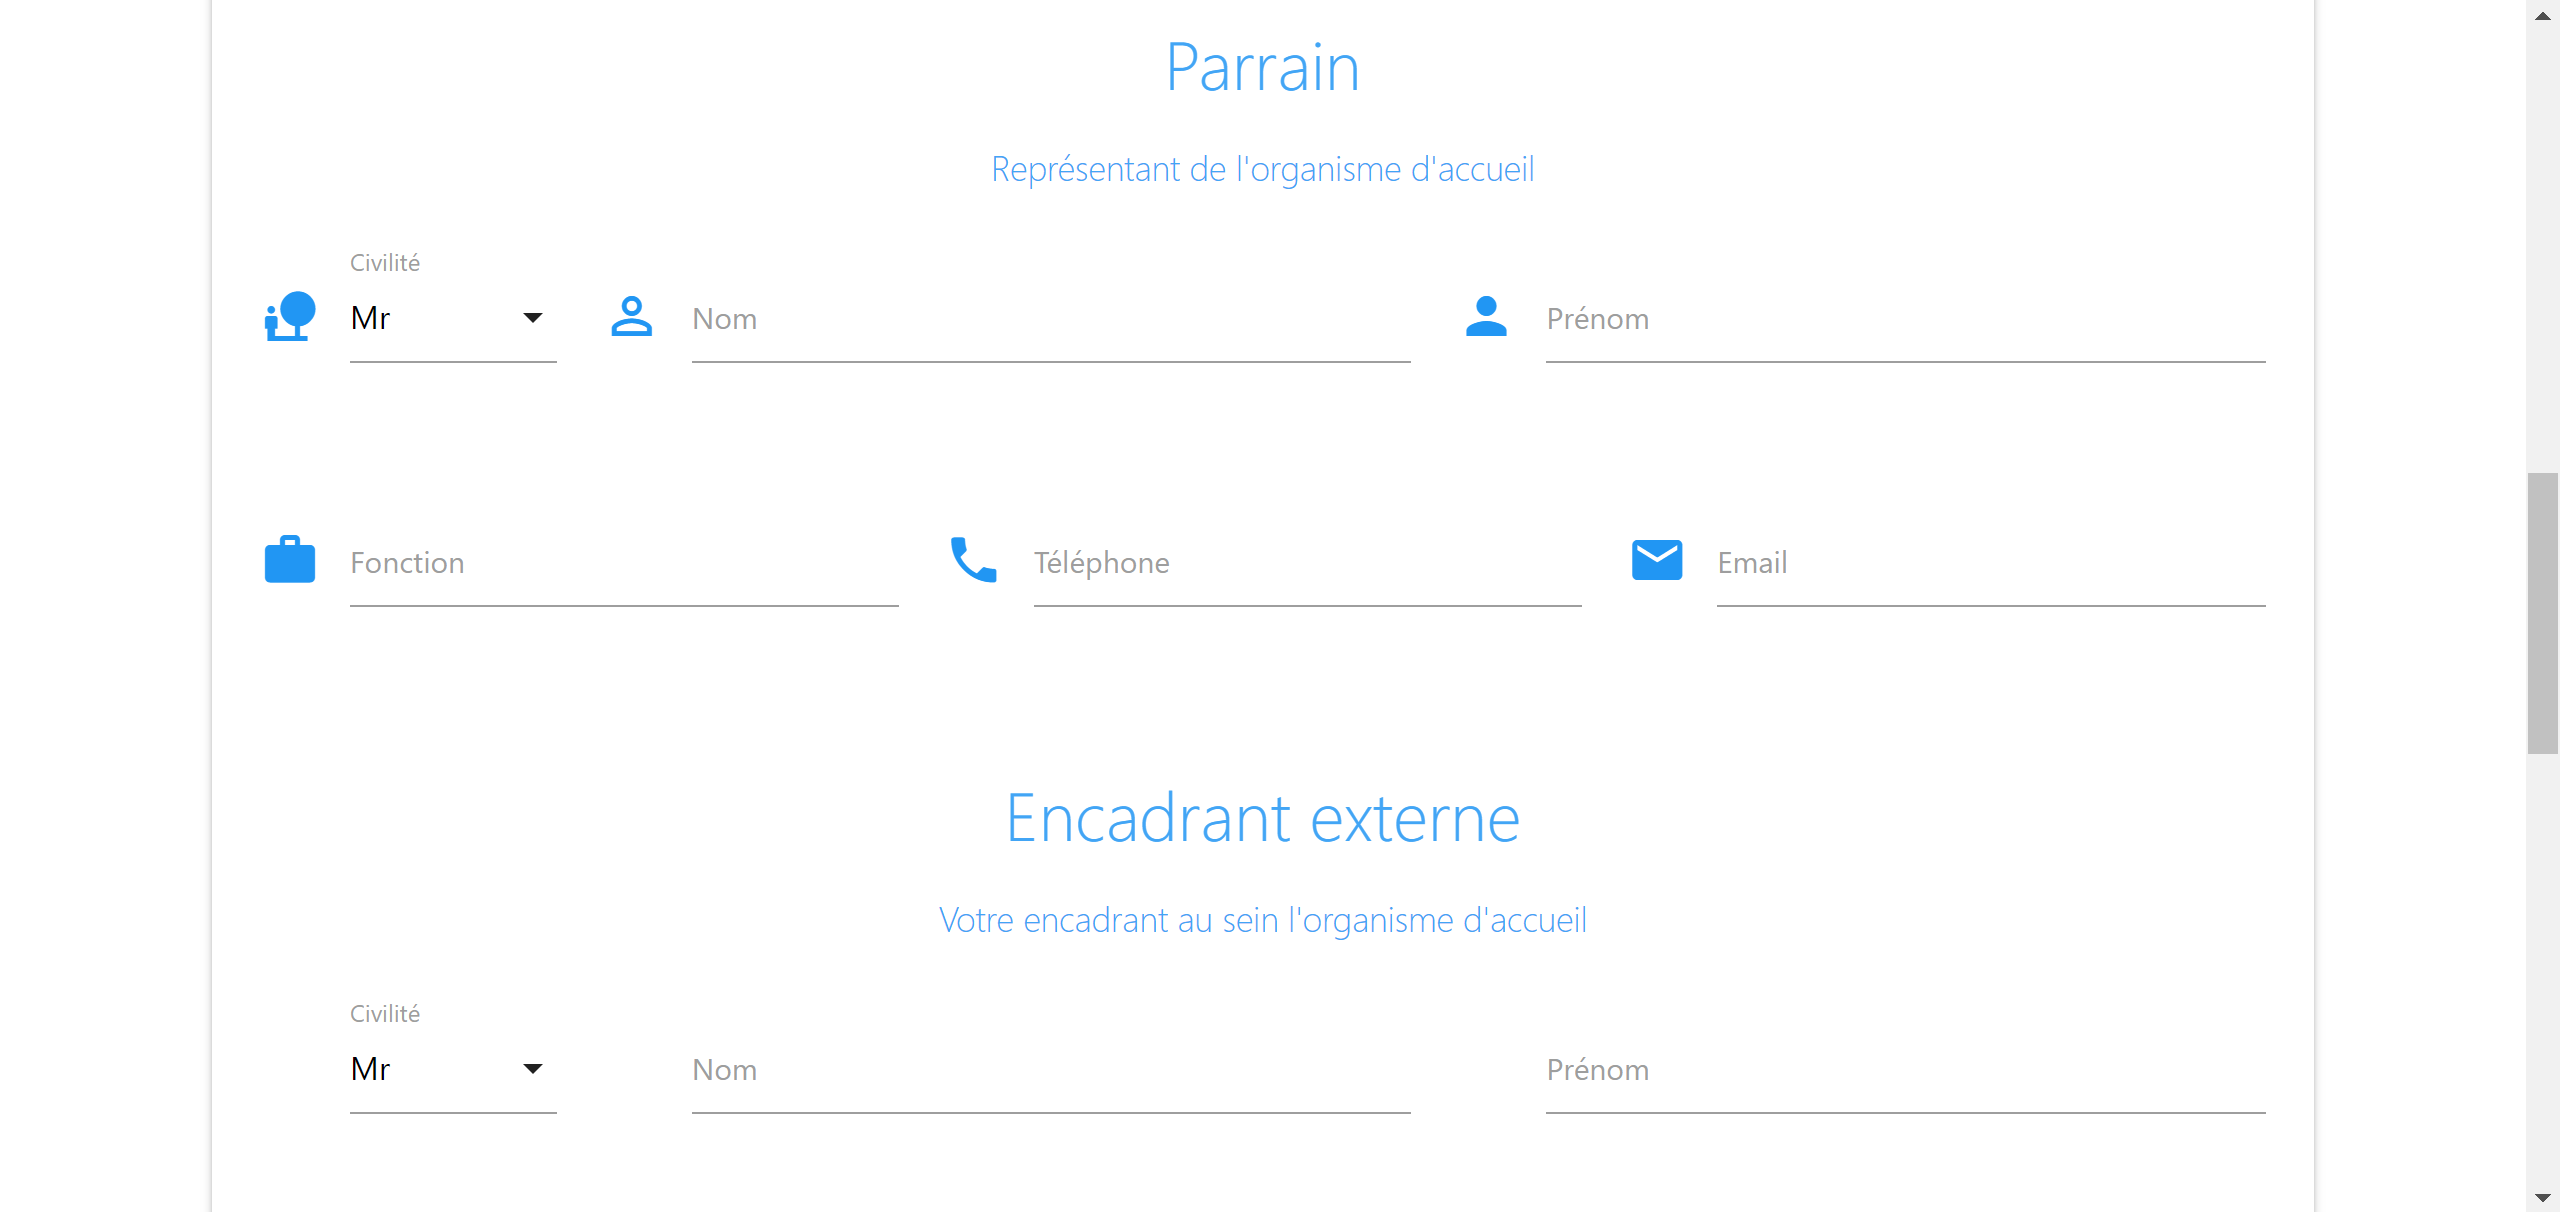 Parrain
Représentant de l'organisme d'accueil
Civilité
Mr
Nom
Prénom
Fonction
Téléphone
Email
Encadrant externe
Votre encadrant au sein l'organisme d'accueil
Civilité
Mr
Nom
Prénom